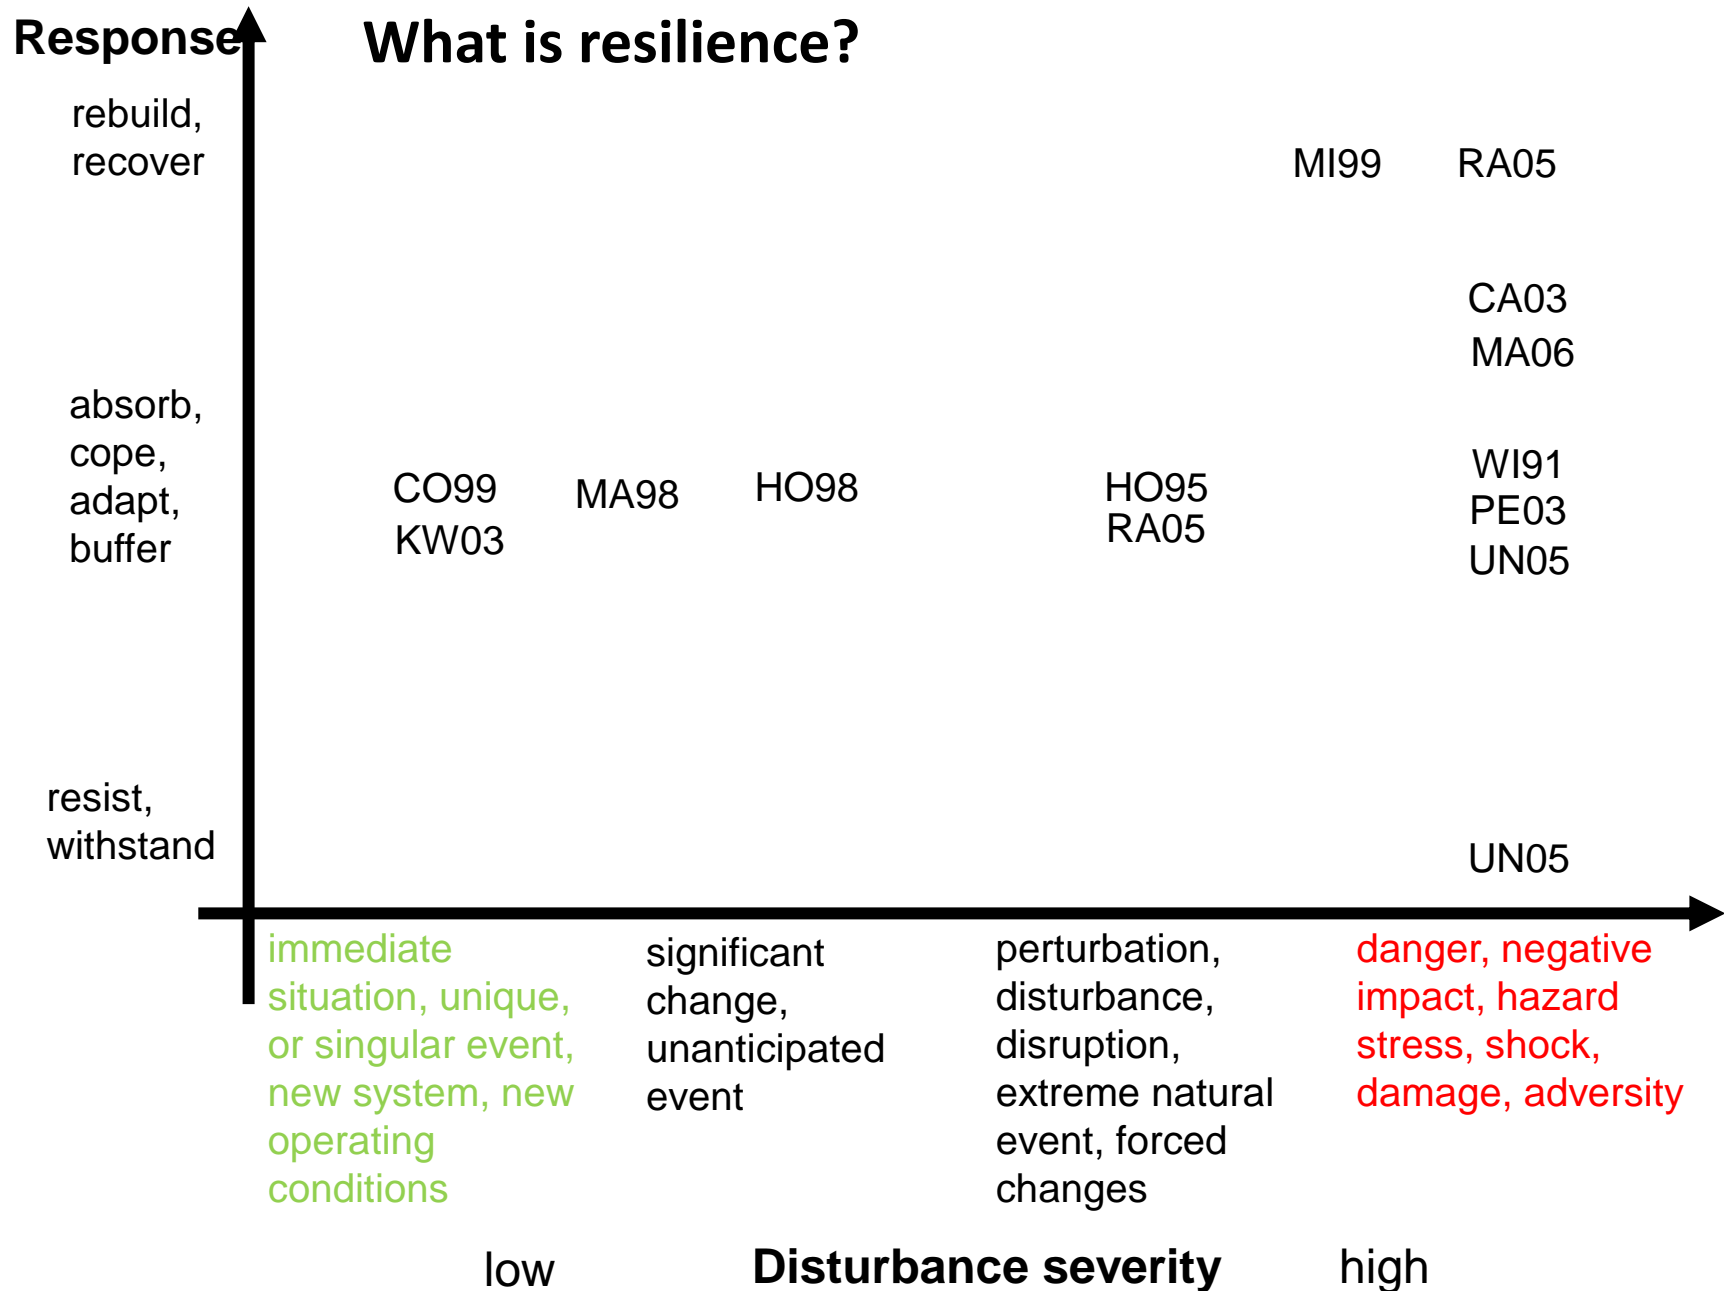 Response
What is resilience?
rebuild,
recover
MI99
RA05
CA03
MA06
absorb,
cope,
adapt,
buffer
CO99
KW03
MA98
HO98
HO95
RA05
WI91
PE03
UN05
resist,
withstand
UN05
immediate
situation, unique,
or singular event,
new system, new
operating
conditions
significant
change,
unanticipated
event
perturbation,
disturbance,
disruption,
extreme natural
event, forced
changes
danger, negative
impact, hazard
stress, shock,
damage, adversity
low
Disturbance severity
high